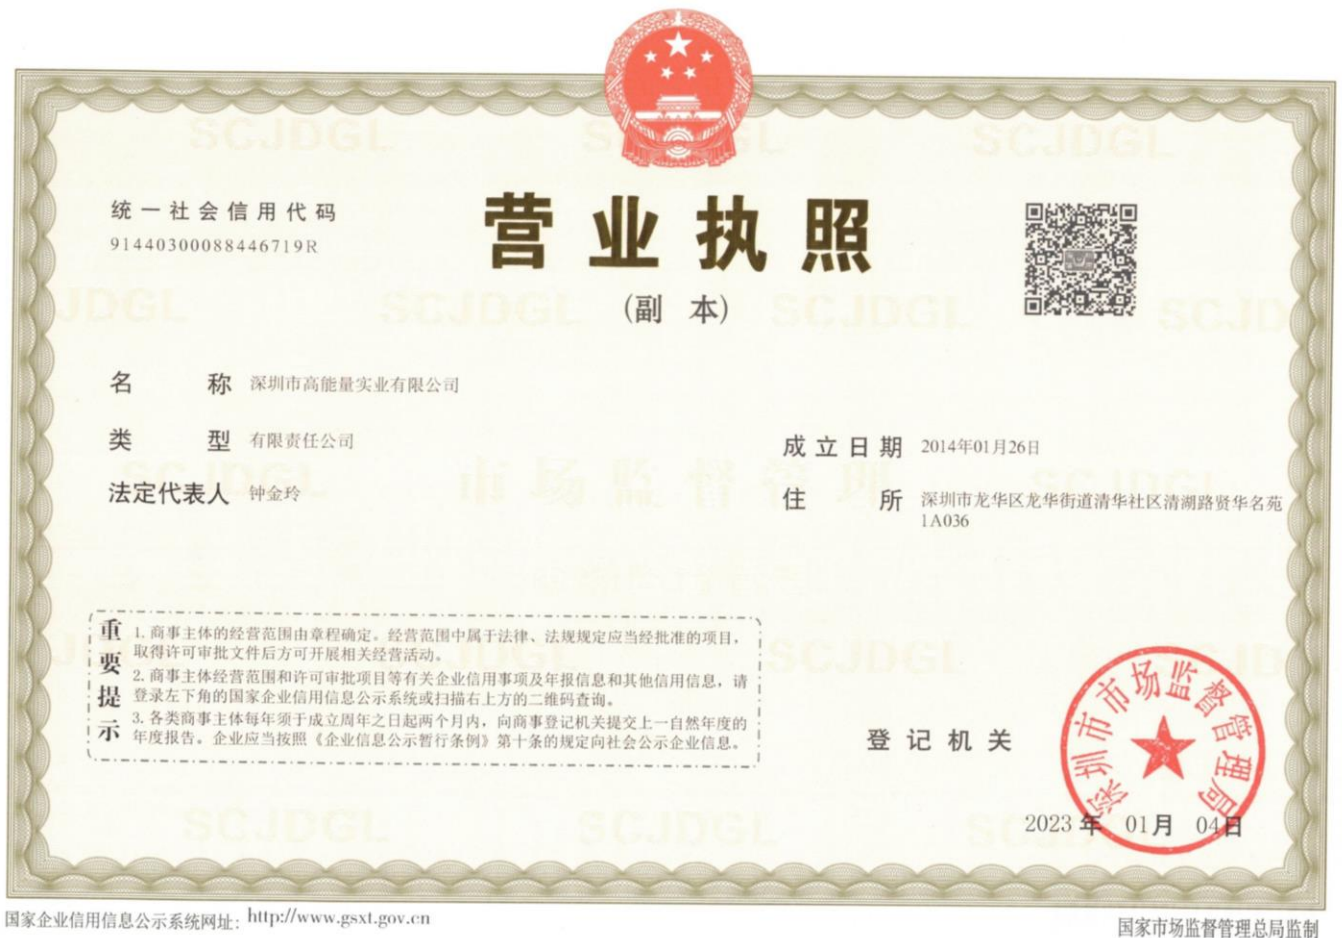 统一社会信用代码
91440300088446719R
营业执照
(副 本)
名 称 深圳市高能量实业有限公司
类 型 有限责任公司
法定代表人 钟金玲
成立日期 2014年01月26日
住 所 深圳市龙华区龙华街道清华社区清湖路贤华名苑
1A036
重要提示
1. 商事主体的经营范围由章程确定。经营范围中属于法律、法规规定应当经批准的项目，
取得许可审批文件后方可开展相关经营活动。
2. 商事主体经营范围和许可审批项目等有关企业信用事项及年报信息和其他信用信息，请
登录左下角的国家企业信用信息公示系统或扫描右上方的二维码查询。
3. 各类商事主体每年须于成立周年之日起两个月内，向商事登记机关提交上一自然年度的
年度报告。企业应当按照《企业信息公示暂行条例》第十条的规定向社会公示企业信息。
登记机关
深圳市市场监督管理局
2023 年 01月 04日
国家企业信用信息公示系统网址：http://www.gsxt.gov.cn
国家市场监督管理总局监制
SCJDGL
市场监督管理